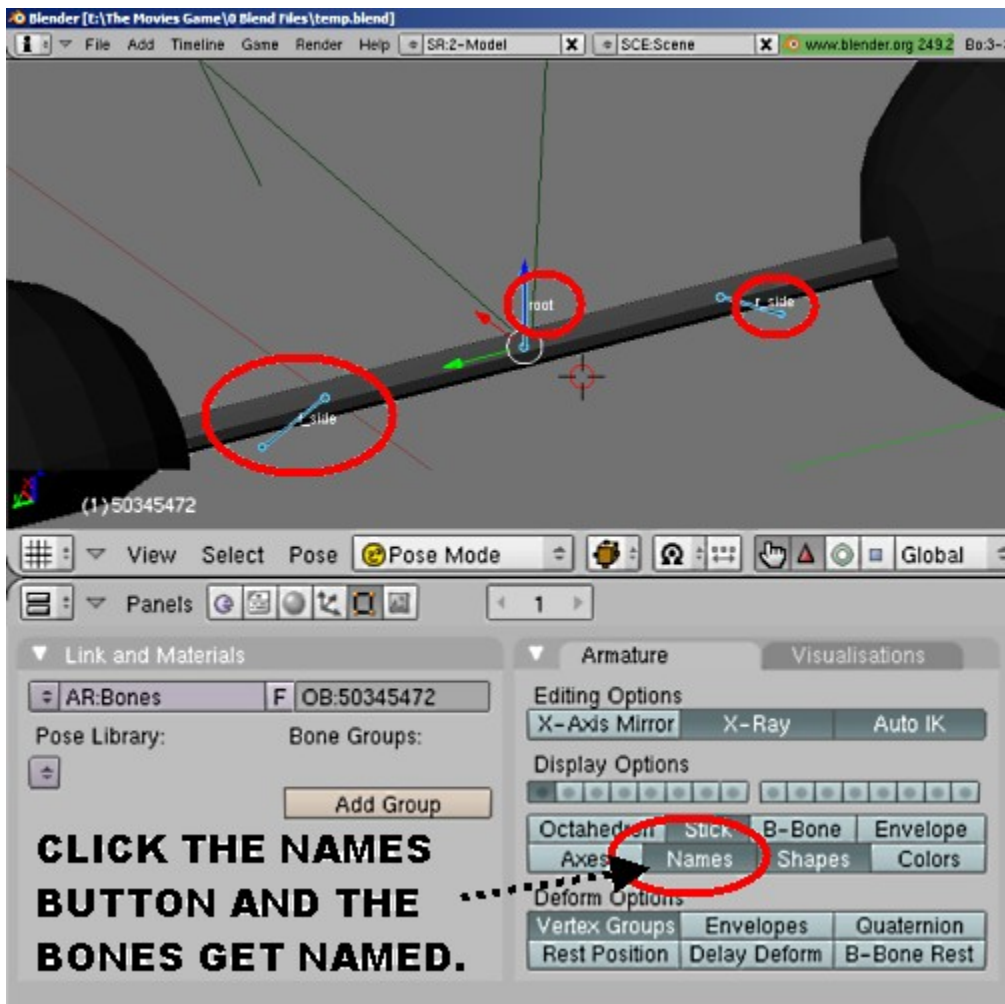 Blender [E:\The Movies Game\0 Blend Files\temp.blend]
File Add Timeline Game Render Help SR:2-Model X SCE:Scene X www.blender.org 249.2 Bo:3-
root
r_side
l_side
(1) 50345472
View Select Pose Pose Mode Global
Panels 1
Link and Materials
AR:Bones F OB:50345472
Pose Library: Bone Groups:
Add Group
CLICK THE NAMES
BUTTON AND THE
BONES GET NAMED.
Armature Visualisations
Editing Options
X-Axis Mirror X-Ray Auto IK
Display Options
Octahedron Stick B-Bone Envelope
Axes Names Shapes Colors
Deform Options
Vertex Groups Envelopes Quaternion
Rest Position Delay Deform B-Bone Rest